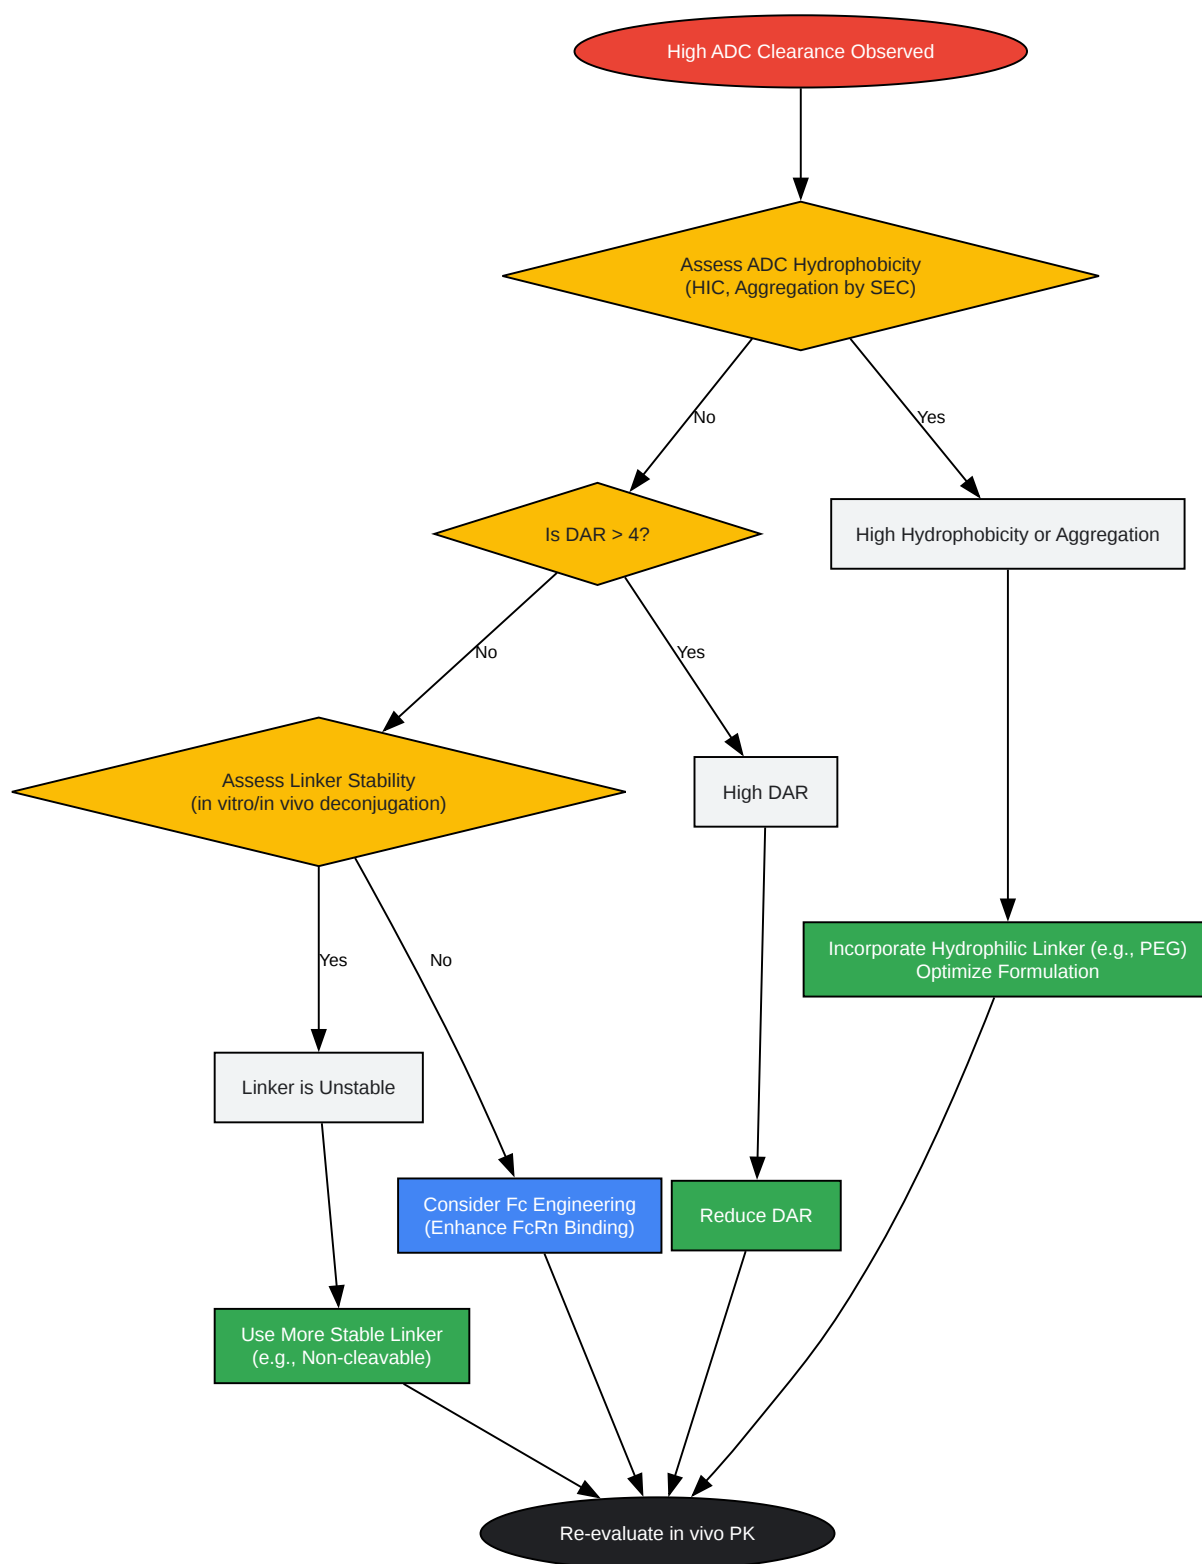 High ADC Clearance Observed
Assess ADC Hydrophobicity
(HIC, Aggregation by SEC)
No
Yes
Is DAR > 4?
High Hydrophobicity or Aggregation
No
Yes
Assess Linker Stability
(in vitro/in vivo deconjugation)
High DAR
Incorporate Hydrophilic Linker (e.g., PEG)
Optimize Formulation
Yes
No
Linker is Unstable
Consider Fc Engineering
(Enhance FcRn Binding)
Reduce DAR
Use More Stable Linker
(e.g., Non-cleavable)
Re-evaluate in vivo PK